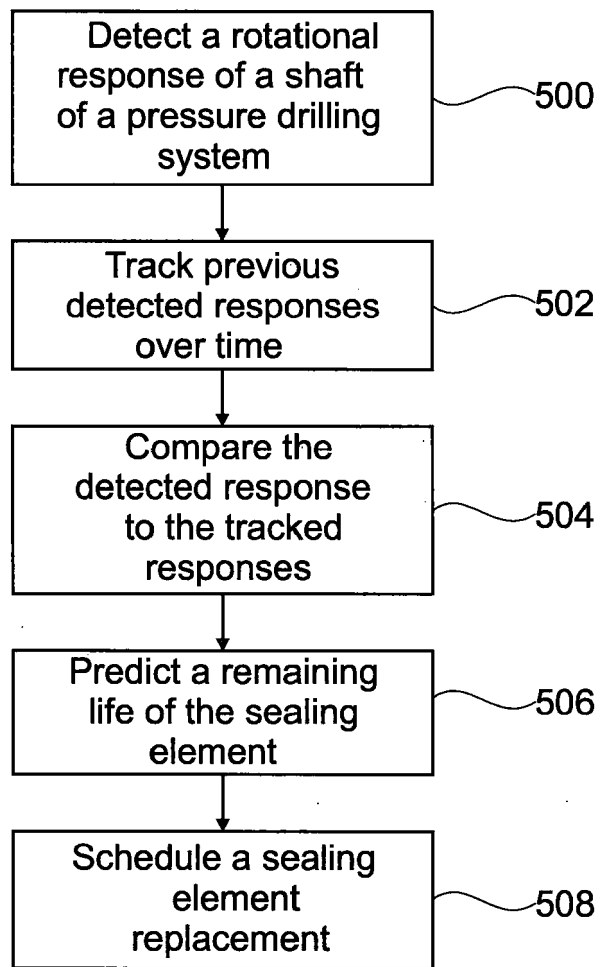 Detect a rotational
response of a shaft
of a pressure drilling
system
500
Track previous
detected responses
over time
502
Compare the
detected response
to the tracked
responses
504
Predict a remaining
life of the sealing
element
506
Schedule a sealing
element
replacement
508